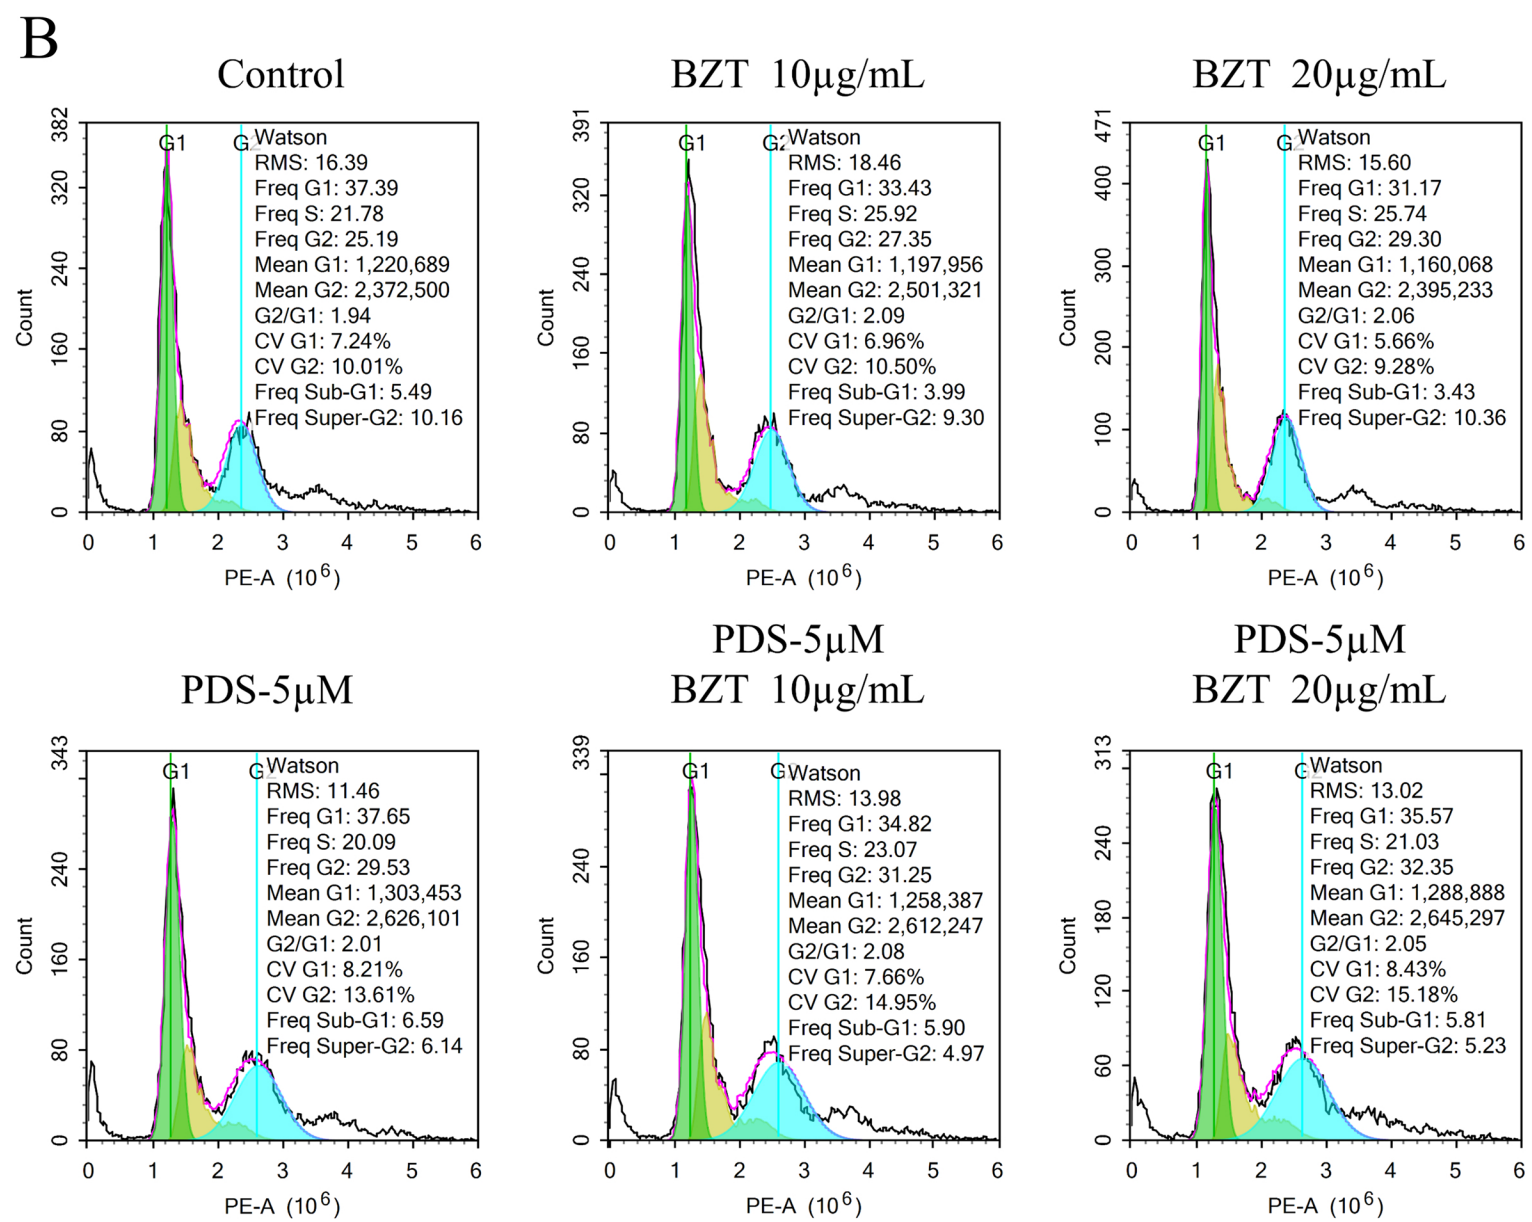 B
Control
382
320
240
160
80
0
Count
G1
G2
Watson
RMS: 16.39
Freq G1: 37.39
Freq S: 21.78
Freq G2: 25.19
Mean G1: 1,220,689
Mean G2: 2,372,500
G2/G1: 1.94
CV G1: 7.24%
CV G2: 10.01%
Freq Sub-G1: 5.49
Freq Super-G2: 10.16
0 1 2 3 4 5 6
PE-A (10⁶)
BZT 10µg/mL
391
320
240
160
80
0
Count
G1
G2
Watson
RMS: 18.46
Freq G1: 33.43
Freq S: 25.92
Freq G2: 27.35
Mean G1: 1,197,956
Mean G2: 2,501,321
G2/G1: 2.09
CV G1: 6.96%
CV G2: 10.50%
Freq Sub-G1: 3.99
Freq Super-G2: 9.30
0 1 2 3 4 5 6
PE-A (10⁶)
BZT 20µg/mL
471
400
300
200
100
0
Count
G1
G2
Watson
RMS: 15.60
Freq G1: 31.17
Freq S: 25.74
Freq G2: 29.30
Mean G1: 1,160,068
Mean G2: 2,395,233
G2/G1: 2.06
CV G1: 5.66%
CV G2: 9.28%
Freq Sub-G1: 3.43
Freq Super-G2: 10.36
0 1 2 3 4 5 6
PE-A (10⁶)
PDS-5µM
343
240
160
80
0
Count
G1
G2
Watson
RMS: 11.46
Freq G1: 37.65
Freq S: 20.09
Freq G2: 29.53
Mean G1: 1,303,453
Mean G2: 2,626,101
G2/G1: 2.01
CV G1: 8.21%
CV G2: 13.61%
Freq Sub-G1: 6.59
Freq Super-G2: 6.14
0 1 2 3 4 5 6
PE-A (10⁶)
PDS-5µM
BZT 10µg/mL
339
240
160
80
0
Count
G1
G2
Watson
RMS: 13.98
Freq G1: 34.82
Freq S: 23.07
Freq G2: 31.25
Mean G1: 1,258,387
Mean G2: 2,612,247
G2/G1: 2.08
CV G1: 7.66%
CV G2: 14.95%
Freq Sub-G1: 5.90
Freq Super-G2: 4.97
0 1 2 3 4 5 6
PE-A (10⁶)
PDS-5µM
BZT 20µg/mL
313
240
180
120
60
0
Count
G1
G2
Watson
RMS: 13.02
Freq G1: 35.57
Freq S: 21.03
Freq G2: 32.35
Mean G1: 1,288,888
Mean G2: 2,645,297
G2/G1: 2.05
CV G1: 8.43%
CV G2: 15.18%
Freq Sub-G1: 5.81
Freq Super-G2: 5.23
0 1 2 3 4 5 6
PE-A (10⁶)